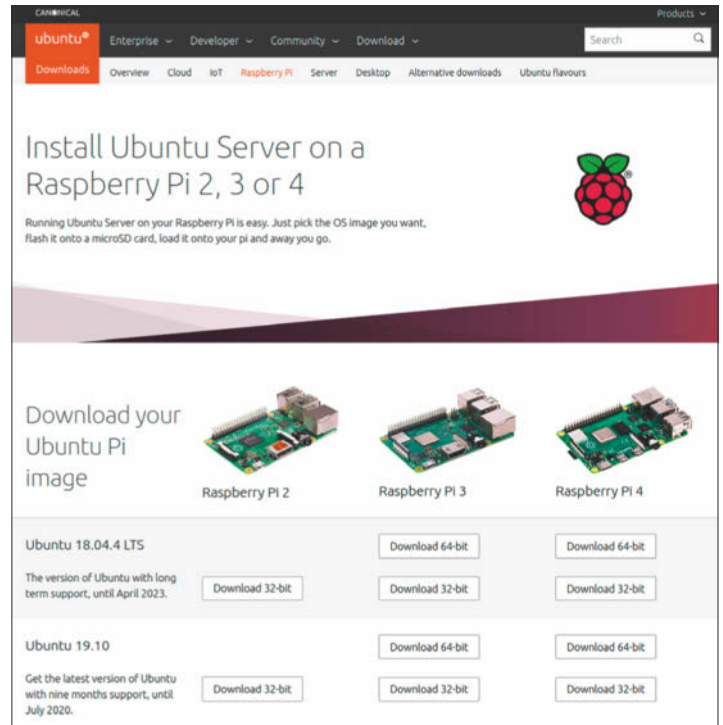 CANONICAL
Products
ubuntu®
Enterprise
Developer
Community
Download
Search
Downloads
Overview
Cloud
IoT
Raspberry Pi
Server
Desktop
Alternative downloads
Ubuntu flavours
Install Ubuntu Server on a
Raspberry Pi 2, 3 or 4
®
Running Ubuntu Server on your Raspberry Pi is easy. Just pick the OS image you want,
flash it onto a microSD card, load it onto your pi and away you go.
Download your
Ubuntu Pi
image
Raspberry Pi 2
Raspberry Pi 3
Raspberry Pi 4
Ubuntu 18.04.4 LTS
Download 64-bit
Download 64-bit
The version of Ubuntu with long
term support, until April 2023.
Download 32-bit
Download 32-bit
Download 32-bit
Ubuntu 19.10
Download 64-bit
Download 64-bit
Get the latest version of Ubuntu
with nine months support, until
July 2020.
Download 32-bit
Download 32-bit
Download 32-bit